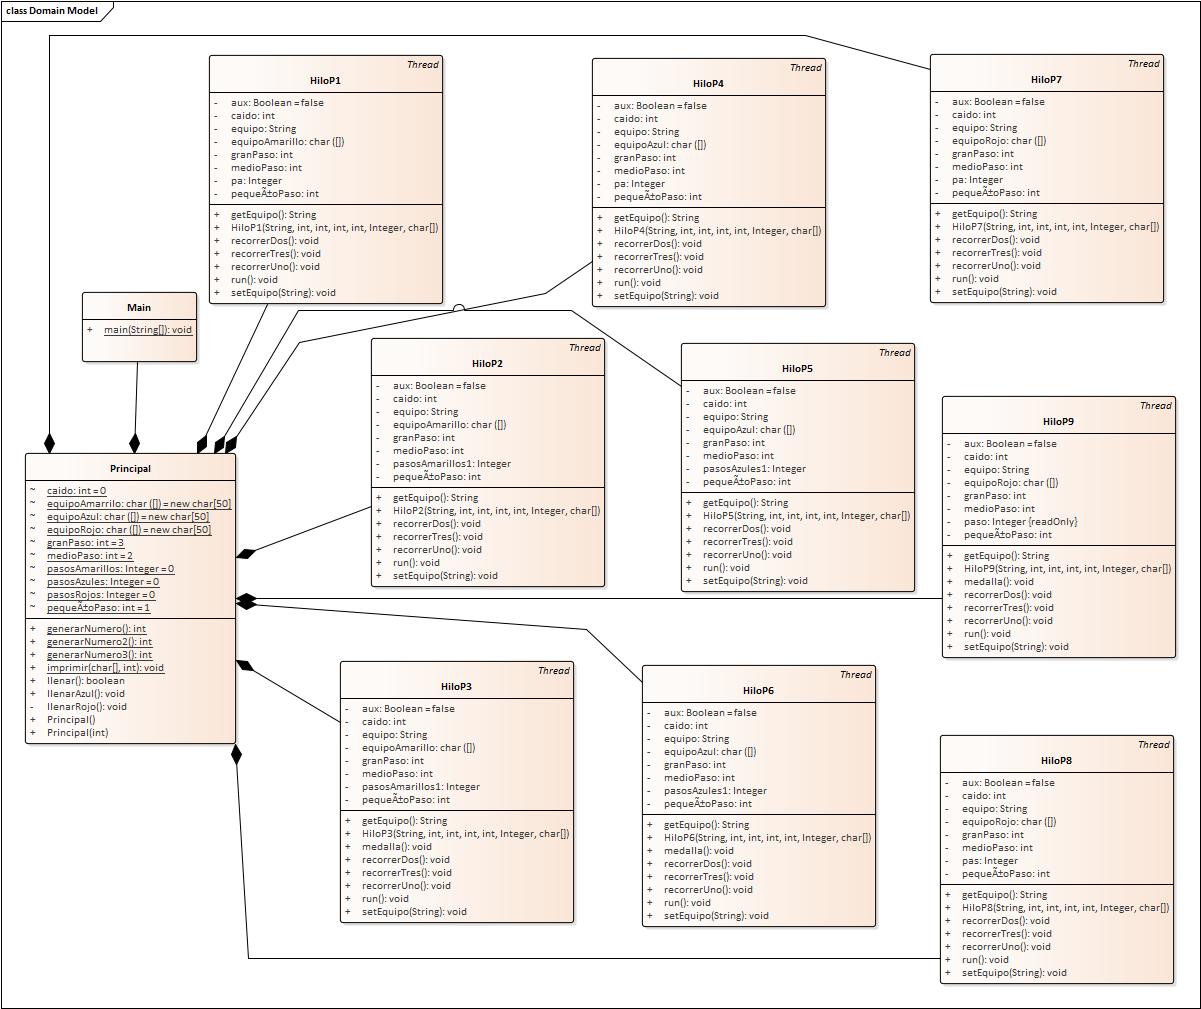 class Domain Model
Thread
HiloP1
- aux: Boolean = false
- caido: int
- equipo: String
- equipoAmarillo: char ([])
- granPaso: int
- medioPaso: int
- pa: Integer
- pequeÃ±oPaso: int
+ getEquipo(): String
+ HiloP1(String, int, int, int, int, Integer, char[])
+ recorrerDos(): void
+ recorrerTres(): void
+ recorrerUno(): void
+ run(): void
+ setEquipo(String): void
Thread
HiloP4
- aux: Boolean = false
- caido: int
- equipo: String
- equipoAzul: char ([])
- granPaso: int
- medioPaso: int
- pa: Integer
- pequeÃ±oPaso: int
+ getEquipo(): String
+ HiloP4(String, int, int, int, int, Integer, char[])
+ recorrerDos(): void
+ recorrerTres(): void
+ recorrerUno(): void
+ run(): void
+ setEquipo(String): void
Thread
HiloP7
- aux: Boolean = false
- caido: int
- equipo: String
- equipoRojo: char ([])
- granPaso: int
- medioPaso: int
- pa: Integer
- pequeÃ±oPaso: int
+ getEquipo(): String
+ HiloP7(String, int, int, int, int, Integer, char[])
+ recorrerDos(): void
+ recorrerTres(): void
+ recorrerUno(): void
+ run(): void
+ setEquipo(String): void
Main
+ main(String[]): void
Thread
HiloP2
- aux: Boolean = false
- caido: int
- equipo: String
- equipoAmarillo: char ([])
- granPaso: int
- medioPaso: int
- pasosAmarillos1: Integer
- pequeÃ±oPaso: int
+ getEquipo(): String
+ HiloP2(String, int, int, int, int, Integer, char[])
+ recorrerDos(): void
+ recorrerTres(): void
+ recorrerUno(): void
+ run(): void
+ setEquipo(String): void
Thread
HiloP5
- aux: Boolean = false
- caido: int
- equipo: String
- equipoAzul: char ([])
- granPaso: int
- medioPaso: int
- pasosAzules1: Integer
- pequeÃ±oPaso: int
+ getEquipo(): String
+ HiloP5(String, int, int, int, int, Integer, char[])
+ recorrerDos(): void
+ recorrerTres(): void
+ recorrerUno(): void
+ run(): void
+ setEquipo(String): void
Thread
HiloP9
- aux: Boolean = false
- caido: int
- equipo: String
- equipoRojo: char ([])
- granPaso: int
- medioPaso: int
- paso: Integer {readOnly}
- pequeÃ±oPaso: int
+ getEquipo(): String
+ HiloP9(String, int, int, int, int, Integer, char[])
+ medalla(): void
+ recorrerDos(): void
+ recorrerTres(): void
+ recorrerUno(): void
+ run(): void
+ setEquipo(String): void
Principal
~ caido: int = 0
~ equipoAmarrilo: char ([]) = new char[50]
~ equipoAzul: char ([]) = new char[50]
~ equipoRojo: char ([]) = new char[50]
~ granPaso: int = 3
~ medioPaso: int = 2
~ pasosAmarillos: Integer = 0
~ pasosAzules: Integer = 0
~ pasosRojos: Integer = 0
~ pequeÃ±oPaso: int = 1
+ generarNumero(): int
+ generarNumero2(): int
+ generarNumero3(): int
+ imprimir(char[], int): void
+ llenar(): boolean
+ llenarAzul(): void
- llenarRojo(): void
+ Principal()
+ Principal(int)
Thread
HiloP3
- aux: Boolean = false
- caido: int
- equipo: String
- equipoAmarillo: char ([])
- granPaso: int
- medioPaso: int
- pasosAmarillos1: Integer
- pequeÃ±oPaso: int
+ getEquipo(): String
+ HiloP3(String, int, int, int, int, Integer, char[])
+ medalla(): void
+ recorrerDos(): void
+ recorrerTres(): void
+ recorrerUno(): void
+ run(): void
+ setEquipo(String): void
Thread
HiloP6
- aux: Boolean = false
- caido: int
- equipo: String
- equipoAzul: char ([])
- granPaso: int
- medioPaso: int
- pasosAzules1: Integer
- pequeÃ±oPaso: int
+ getEquipo(): String
+ HiloP6(String, int, int, int, int, Integer, char[])
+ medalla(): void
+ recorrerDos(): void
+ recorrerTres(): void
+ recorrerUno(): void
+ run(): void
+ setEquipo(String): void
Thread
HiloP8
- aux: Boolean = false
- caido: int
- equipo: String
- equipoRojo: char ([])
- granPaso: int
- medioPaso: int
- pas: Integer
- pequeÃ±oPaso: int
+ getEquipo(): String
+ HiloP8(String, int, int, int, int, Integer, char[])
+ recorrerDos(): void
+ recorrerTres(): void
+ recorrerUno(): void
+ run(): void
+ setEquipo(String): void